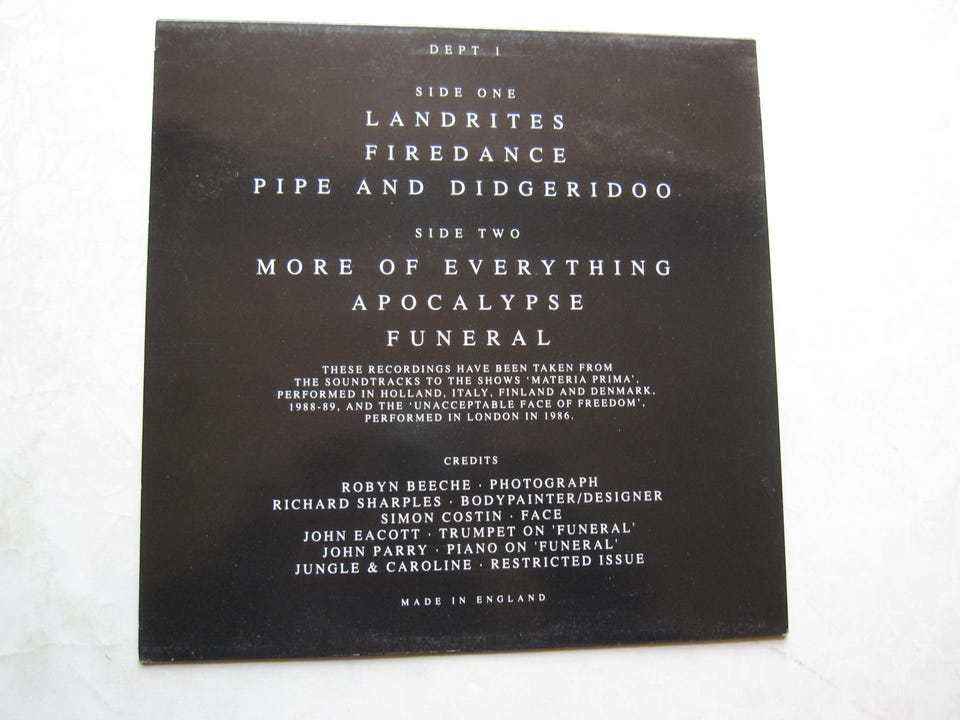 DEPT 1
SIDE ONE
LANDRITES
FIREDANCE
PIPE AND DIDGERIDOO
SIDE TWO
MORE OF EVERYTHING
APOCALYPSE
FUNERAL
THESE RECORDINGS HAVE BEEN TAKEN FROM
THE SOUNDTRACKS TO THE SHOWS ‘MATERIA PRIMA’,
PERFORMED IN HOLLAND, ITALY, FINLAND AND DENMARK,
1988-89, AND THE ‘UNACCEPTABLE FACE OF FREEDOM’,
PERFORMED IN LONDON IN 1986.
CREDITS
ROBYN BEECHE · PHOTOGRAPH
RICHARD SHARPLES · BODYPAINTER/DESIGNER
SIMON COSTIN · FACE
JOHN EACOTT · TRUMPET ON 'FUNERAL'
JOHN PARRY · PIANO ON 'FUNERAL'
JUNGLE & CAROLINE · RESTRICTED ISSUE
MADE IN ENGLAND